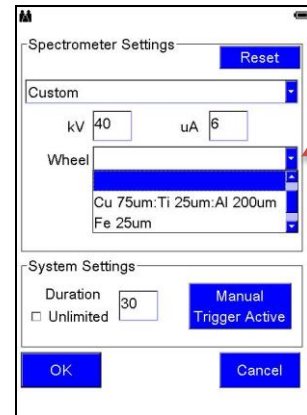 Spectrometer Settings
Reset
Custom
kV 40 uA 6
Wheel
Cu 75um:Ti 25um:Al 200um
Fe 25um
System Settings
Duration
Unlimited
30
Manual
Trigger Active
OK Cancel